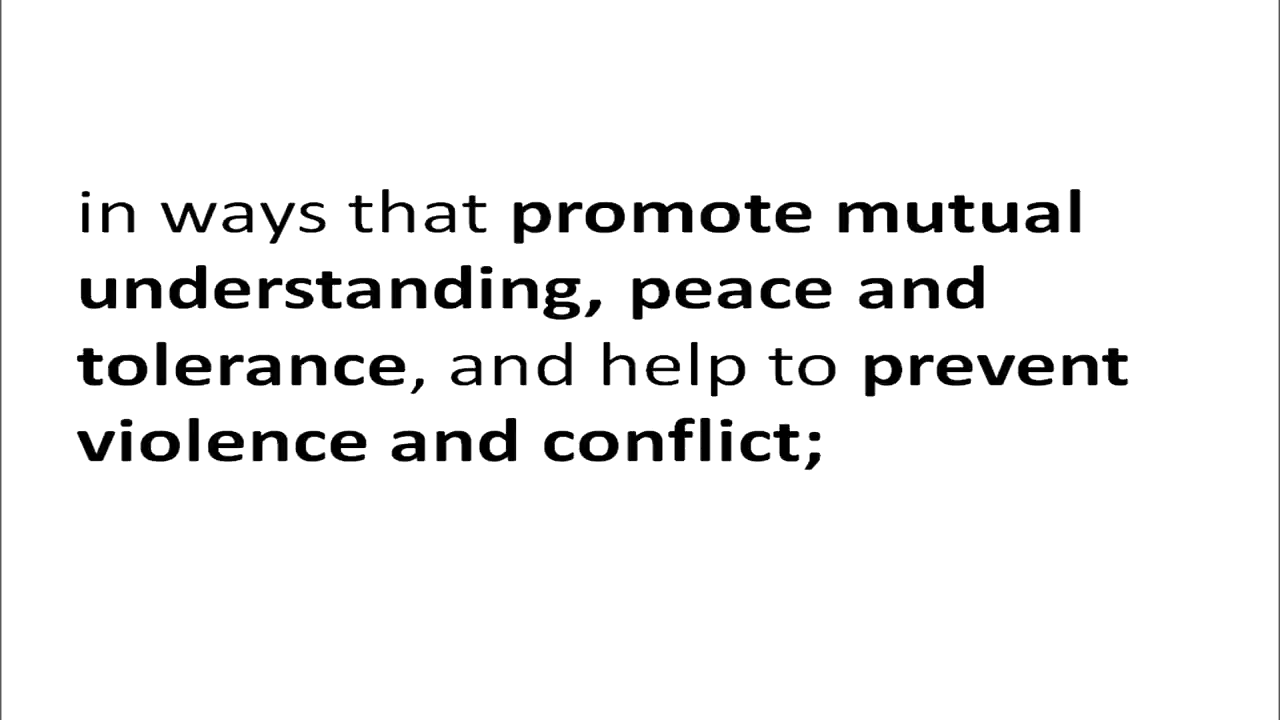 in ways that promote mutual
understanding, peace and
tolerance, and help to prevent
violence and conflict;